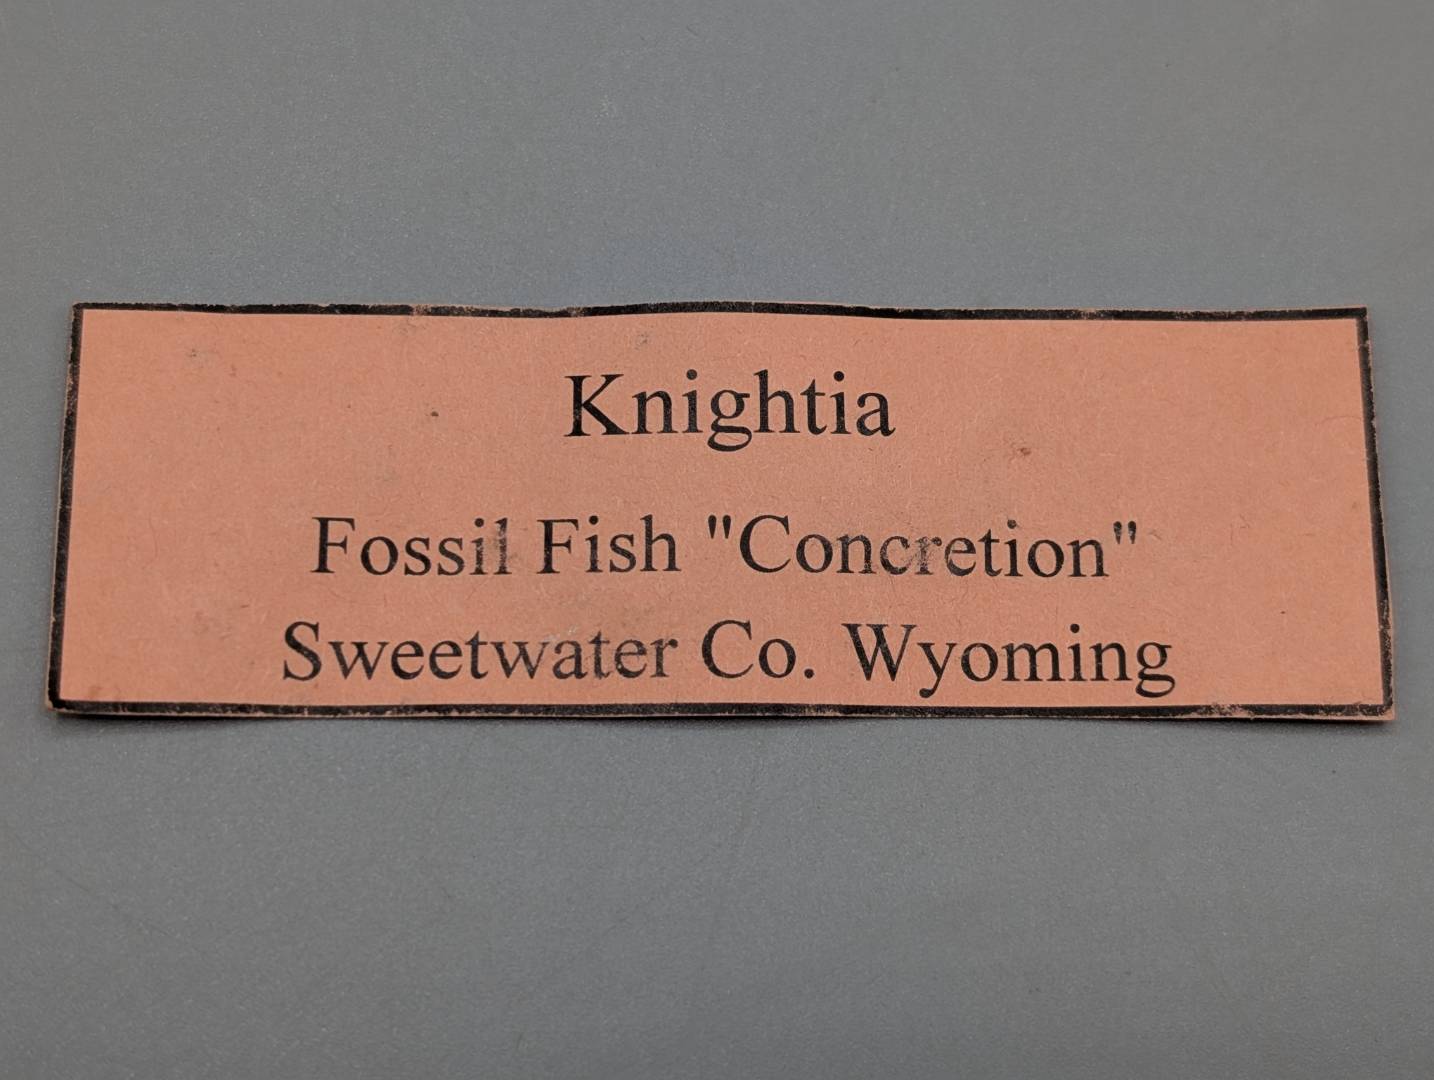 Knightia
Fossil Fish "Concretion"
Sweetwater Co. Wyoming